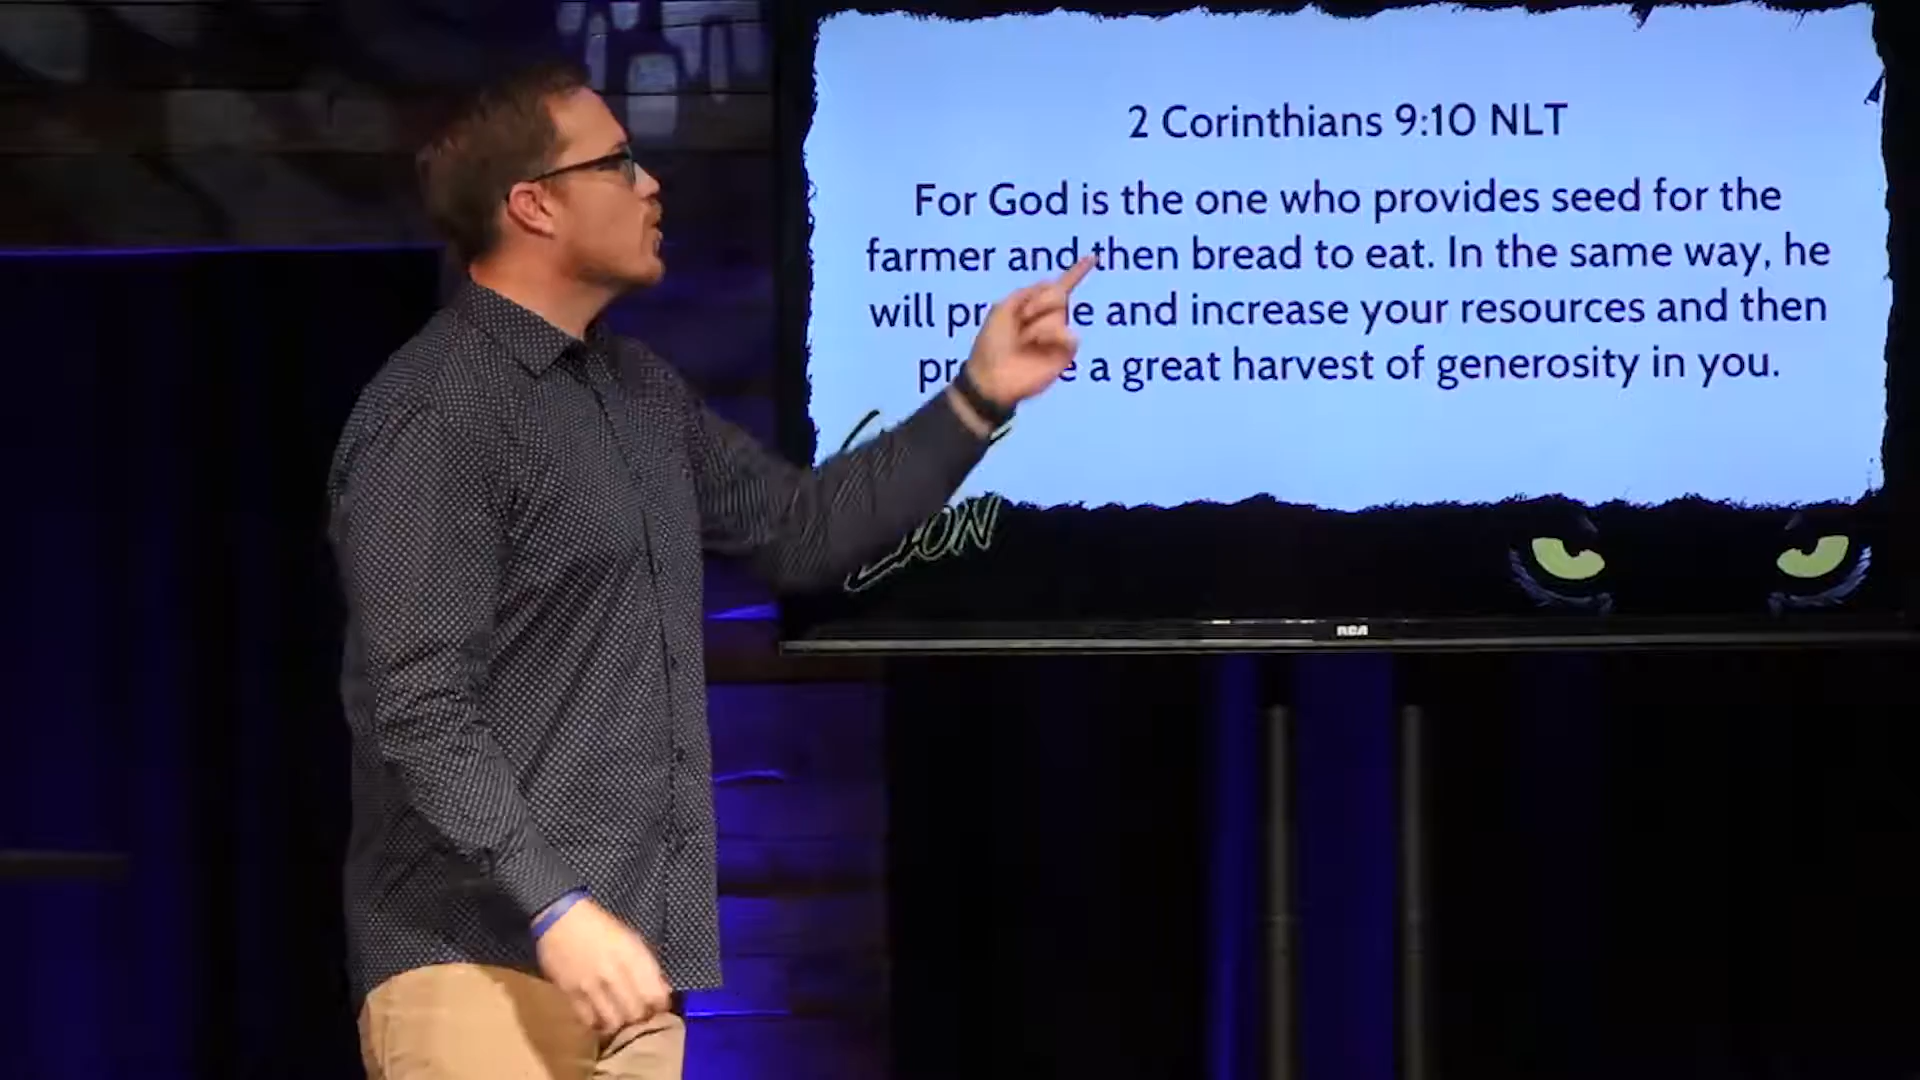 2 Corinthians 9:10 NLT
For God is the one who provides seed for the
farmer and then bread to eat. In the same way, he
will and increase your resources and then
a great harvest of generosity in you.
RCA